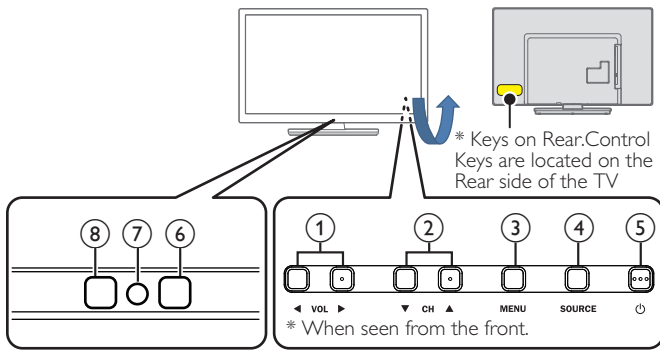 * Keys on Rear.Control
Keys are located on the
Rear side of the TV
8 7 6
1 2 3 4 5
◄ VOL ► ▼ CH ▲ MENU SOURCE ⏻
* When seen from the front.